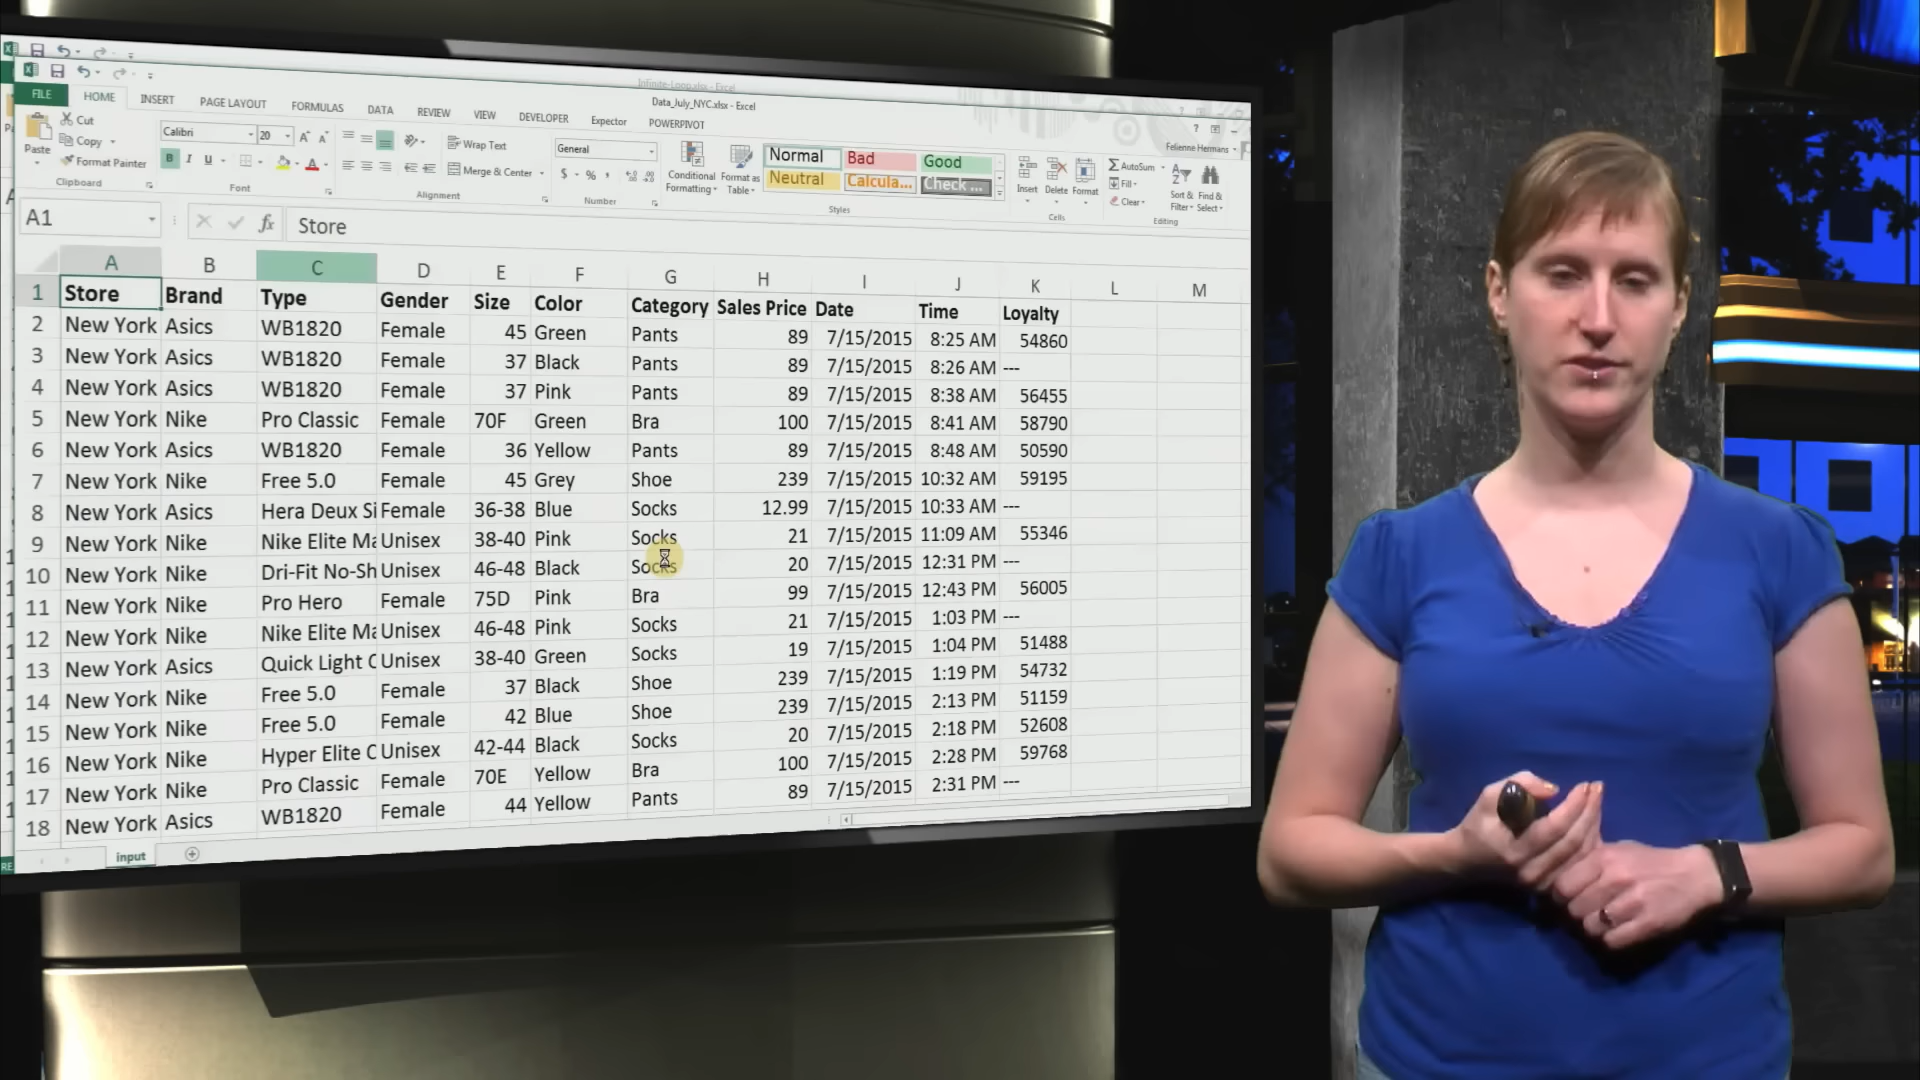 Infinite-Loop.xlsx - Excel
Data_July_NYC.xlsx - Excel
FILE HOME INSERT PAGE LAYOUT FORMULAS DATA REVIEW VIEW DEVELOPER Expector POWERPIVOT
Felienne Hermans
Paste Cut Copy Format Painter
Clipboard
Calibri 20
B I U
Font
Wrap Text
Merge & Center
Alignment
General
$ %
Number
Conditional Formatting Format as Table
Normal Bad Good
Neutral Calcula... Check ...
Styles
Insert Delete Format
Cells
AutoSum Fill Clear
Sort & Filter Find & Select
Editing
A1 fx Store
A B C D E F G H I J K L M
1 Store Brand Type Gender Size Color Category Sales Price Date Time Loyalty
2 New York Asics WB1820 Female 45 Green Pants 89 7/15/2015 8:25 AM 54860
3 New York Asics WB1820 Female 37 Black Pants 89 7/15/2015 8:26 AM ---
4 New York Asics WB1820 Female 37 Pink Pants 89 7/15/2015 8:38 AM 56455
5 New York Nike Pro Classic Female 70F Green Bra 100 7/15/2015 8:41 AM 58790
6 New York Asics WB1820 Female 36 Yellow Pants 89 7/15/2015 8:48 AM 50590
7 New York Nike Free 5.0 Female 45 Grey Shoe 239 7/15/2015 10:32 AM 59195
8 New York Asics Hera Deux Si Female 36-38 Blue Socks 12.99 7/15/2015 10:33 AM ---
9 New York Nike Nike Elite Ma Unisex 38-40 Pink Socks 21 7/15/2015 11:09 AM 55346
10 New York Nike Dri-Fit No-Sh Unisex 46-48 Black Socks 20 7/15/2015 12:31 PM ---
11 New York Nike Pro Hero Female 75D Pink Bra 99 7/15/2015 12:43 PM 56005
12 New York Nike Nike Elite Ma Unisex 46-48 Pink Socks 21 7/15/2015 1:03 PM ---
13 New York Asics Quick Light C Unisex 38-40 Green Socks 19 7/15/2015 1:04 PM 51488
14 New York Nike Free 5.0 Female 37 Black Shoe 239 7/15/2015 1:19 PM 54732
15 New York Nike Free 5.0 Female 42 Blue Shoe 239 7/15/2015 2:13 PM 51159
16 New York Nike Hyper Elite C Unisex 42-44 Black Socks 20 7/15/2015 2:18 PM 52608
17 New York Nike Pro Classic Female 70E Yellow Bra 100 7/15/2015 2:28 PM 59768
18 New York Asics WB1820 Female 44 Yellow Pants 89 7/15/2015 2:31 PM ---
input